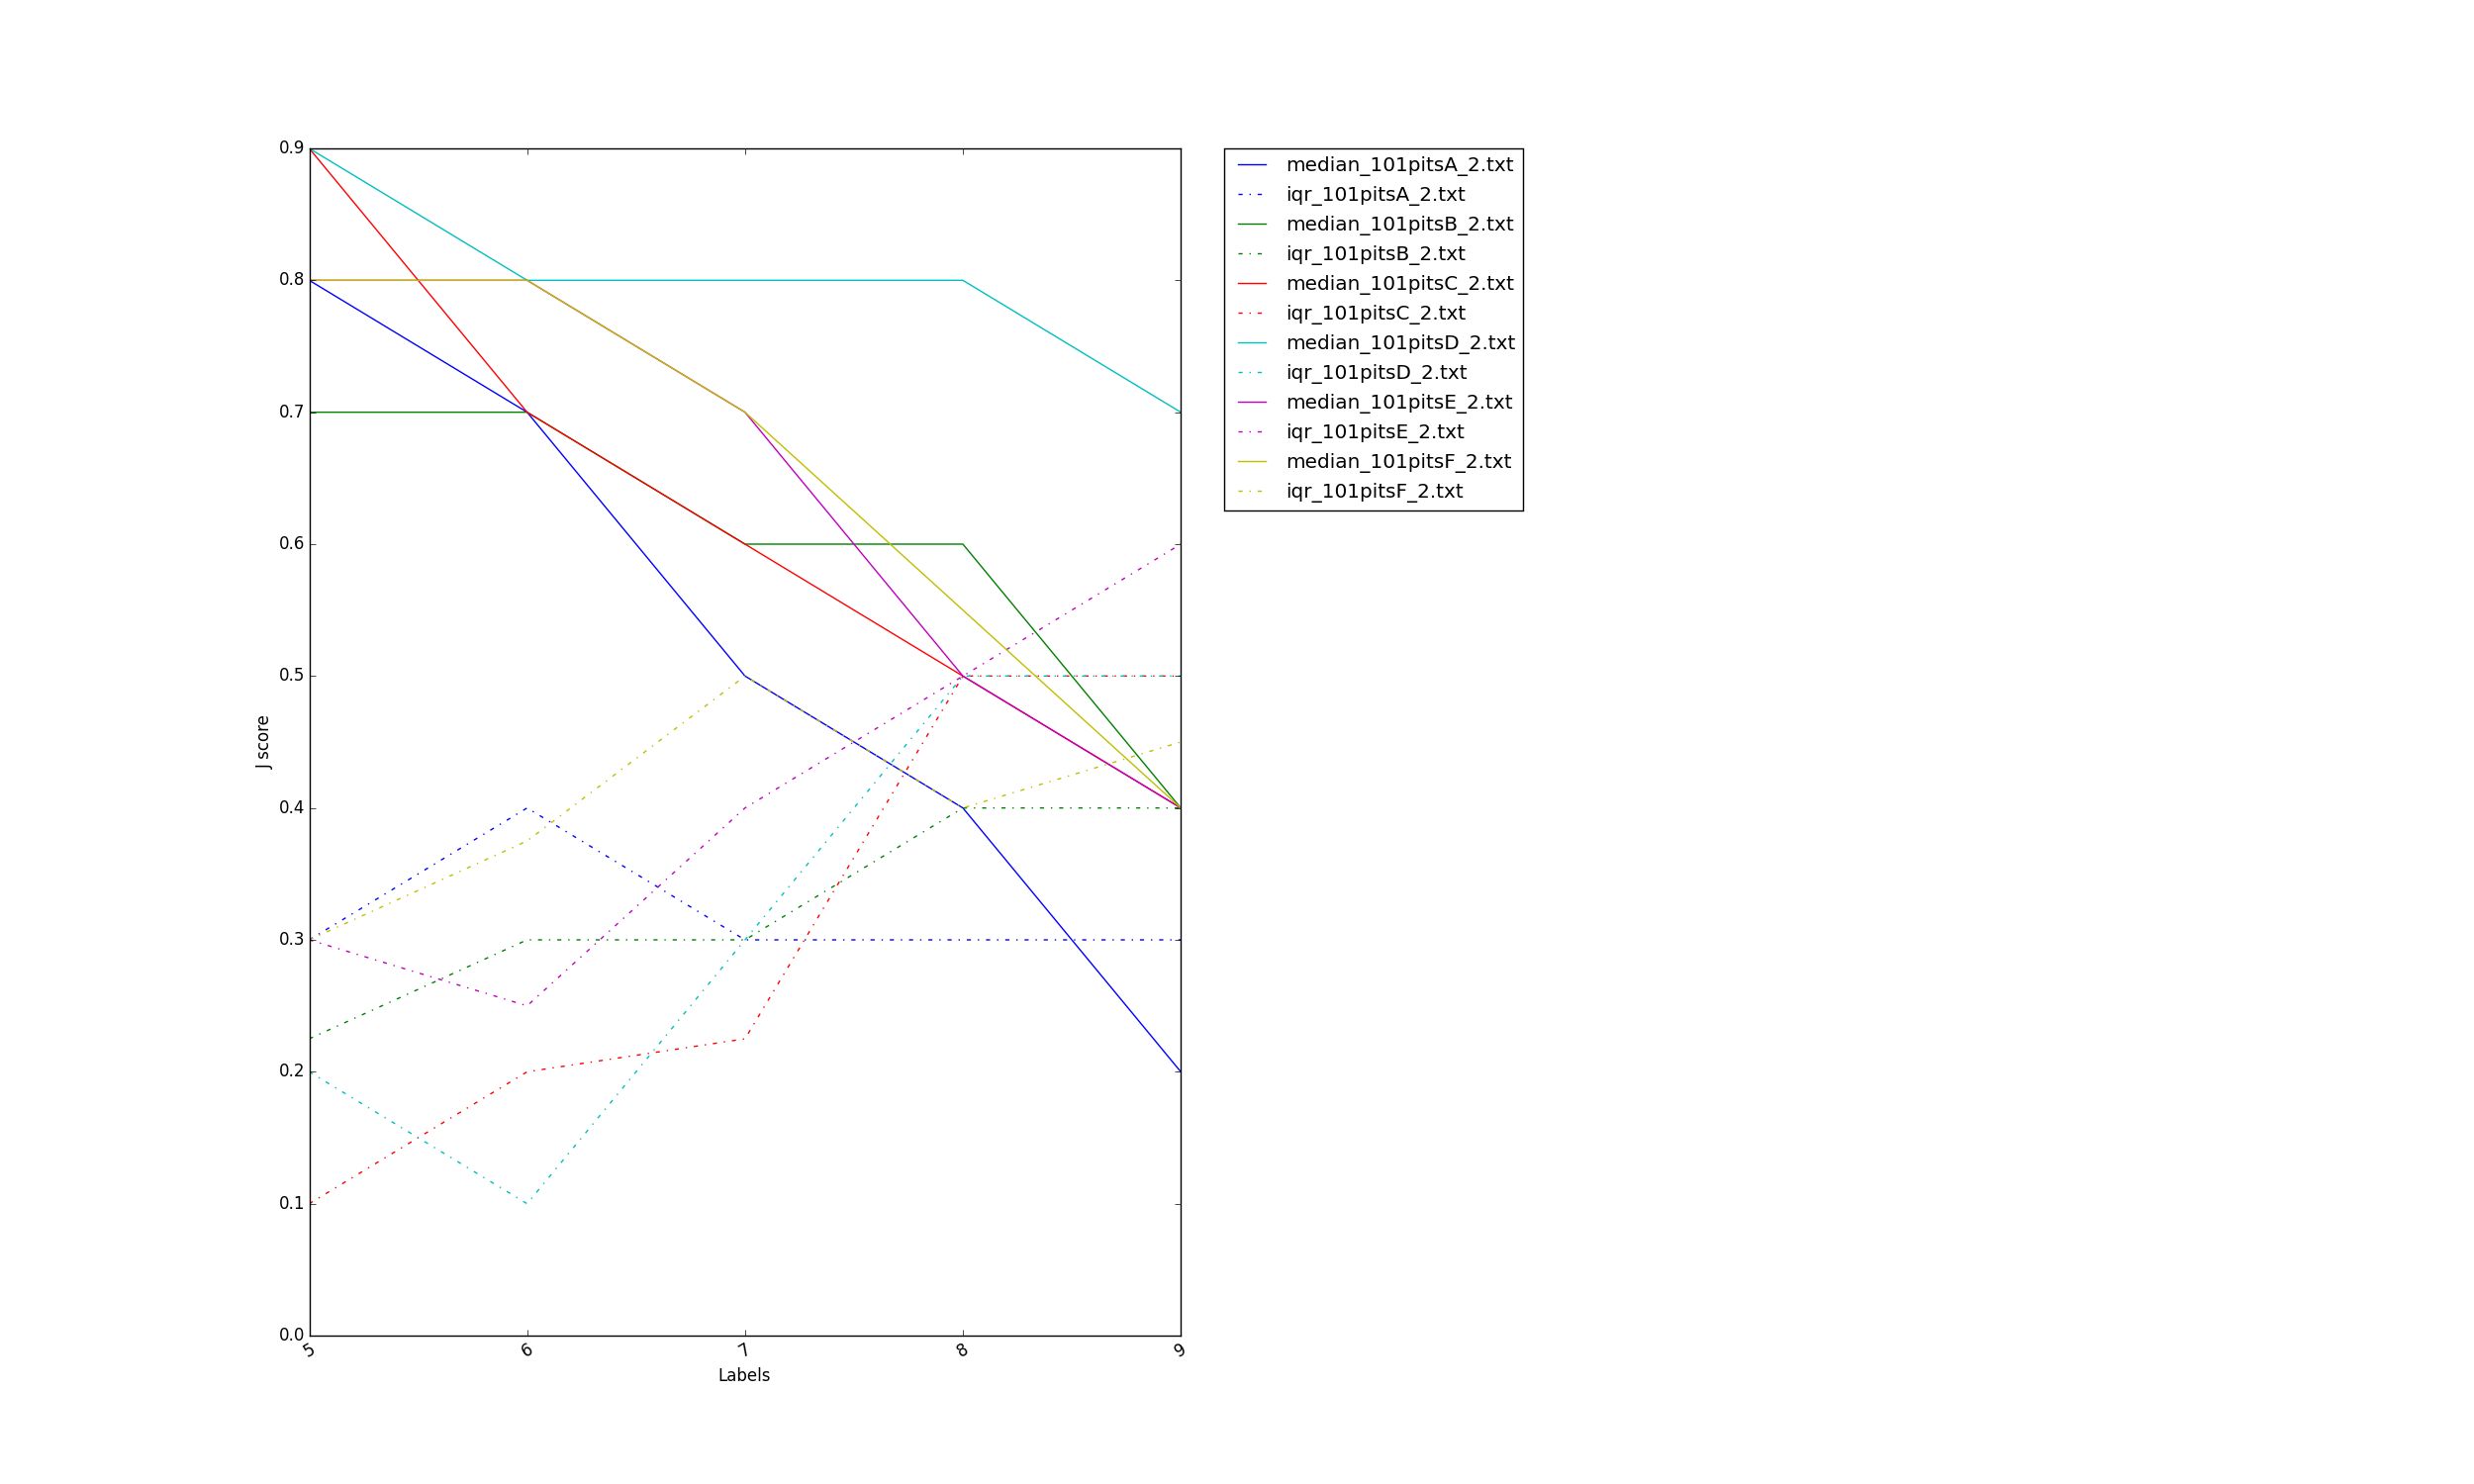 0.9
0.8
0.7
0.6
0.5
0.4
0.3
0.2
0.1
0.0
J score
5 6 7 8 9
Labels
median_101pitsA_2.txt
iqr_101pitsA_2.txt
median_101pitsB_2.txt
iqr_101pitsB_2.txt
median_101pitsC_2.txt
iqr_101pitsC_2.txt
median_101pitsD_2.txt
iqr_101pitsD_2.txt
median_101pitsE_2.txt
iqr_101pitsE_2.txt
median_101pitsF_2.txt
iqr_101pitsF_2.txt